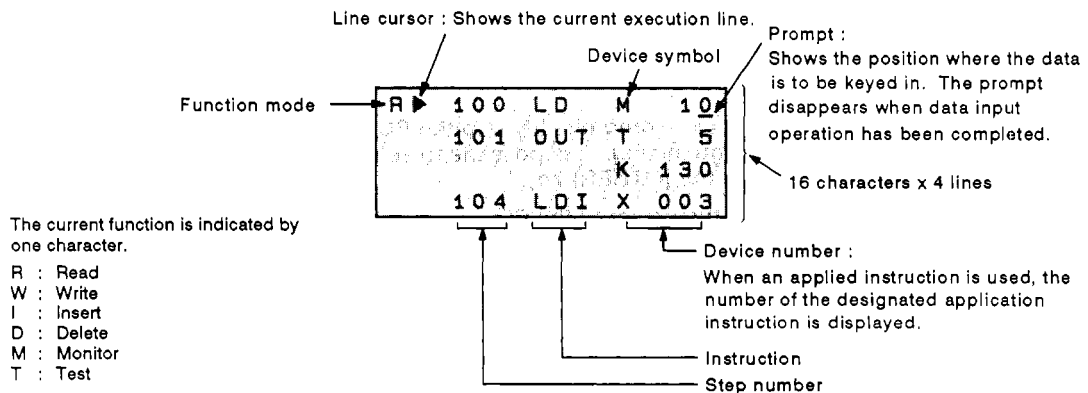 Line cursor : Shows the current execution line.
Prompt :
Shows the position where the data
is to be keyed in. The prompt
disappears when data input
operation has been completed.
Device symbol
Function mode
R ▶ 100 LD M 10
101 OUT T 5
K 130
104 LDI X 003
16 characters x 4 lines
The current function is indicated by
one character.
R : Read
W : Write
I : Insert
D : Delete
M : Monitor
T : Test
Device number :
When an applied instruction is used, the
number of the designated application
instruction is displayed.
Instruction
Step number